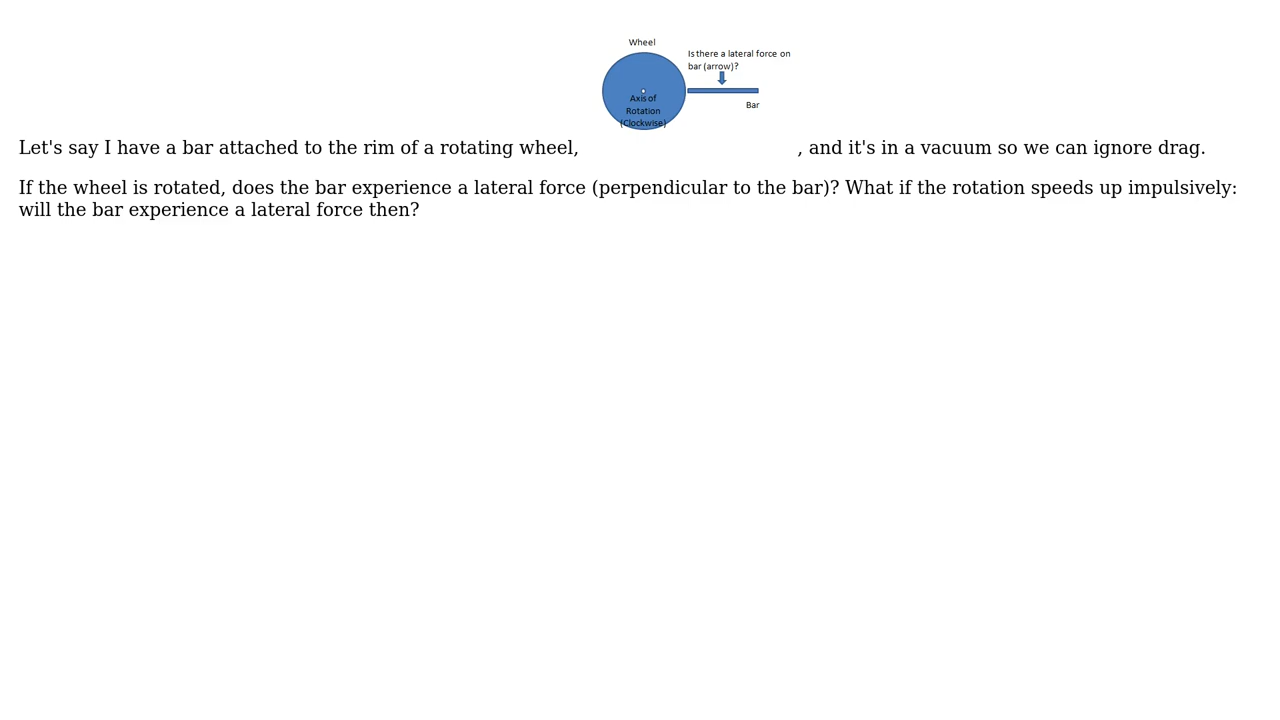 Wheel
Is there a lateral force on
bar (arrow)?
Axis of
Rotation
(Clockwise)
Bar
Let's say I have a bar attached to the rim of a rotating wheel, , and it's in a vacuum so we can ignore drag.
If the wheel is rotated, does the bar experience a lateral force (perpendicular to the bar)? What if the rotation speeds up impulsively:
will the bar experience a lateral force then?